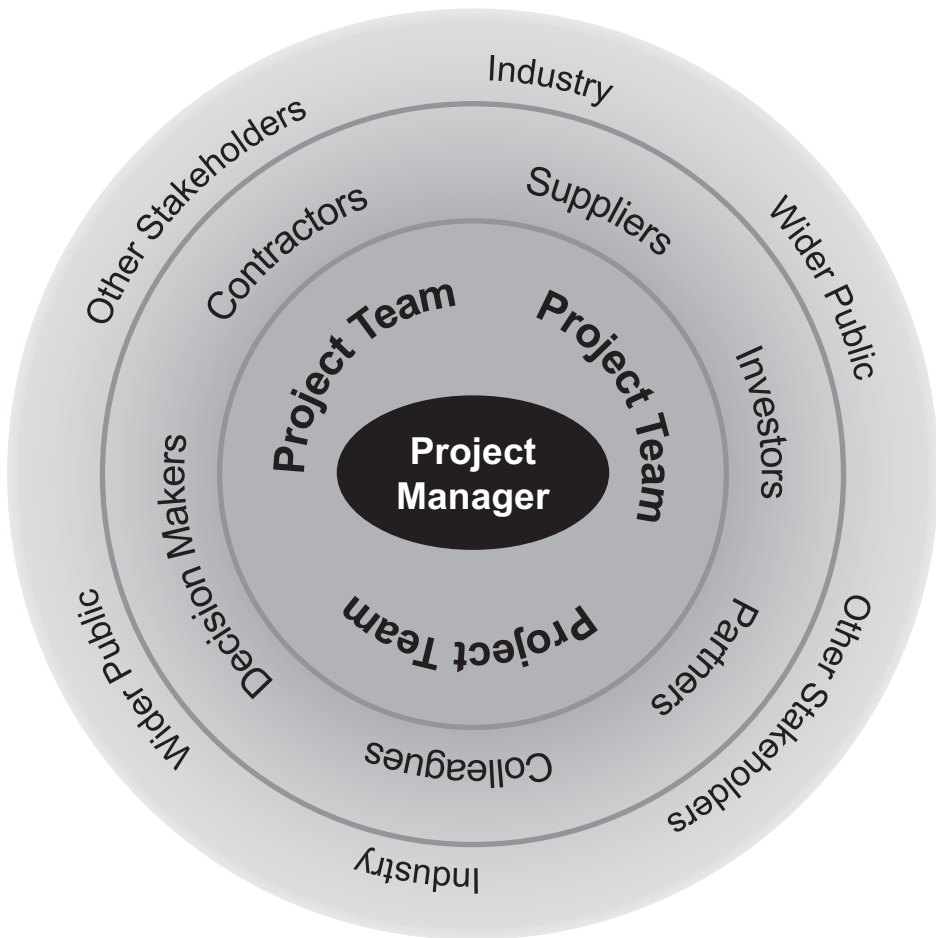 Industry
Wider Public
Other Stakeholders
Industry
Wider Public
Other Stakeholders
Suppliers
Investors
Partners
Colleagues
Decision Makers
Contractors
Project Team
Project Team
Project Team
Project
Manager